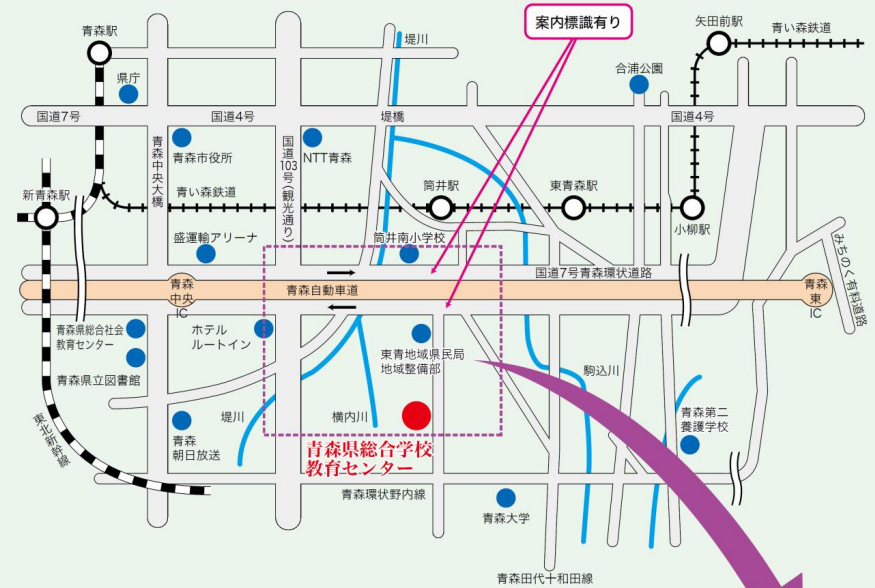 案内標識有り
青森駅
堤川
矢田前駅
青い森鉄道
県庁
合浦公園
国道7号
国道4号
堤橋
国道4号
青森中央大橋
国道103号(観光通り)
青森市役所
NTT青森
新青森駅
青い森鉄道
筒井駅
東青森駅
小柳駅
みちのく有料道路
盛運輸アリーナ
筒井南小学校
国道7号青森環状道路
青森
中央
IC
青森自動車道
青森
東
IC
青森県総合社会
教育センター
ホテル
ルートイン
東青地域県民局
地域整備部
駒込川
青森県立図書館
東北新幹線
堤川
横内川
青森
朝日放送
青森第二
養護学校
青森県総合学校
教育センター
青森環状野内線
青森大学
青森田代十和田線